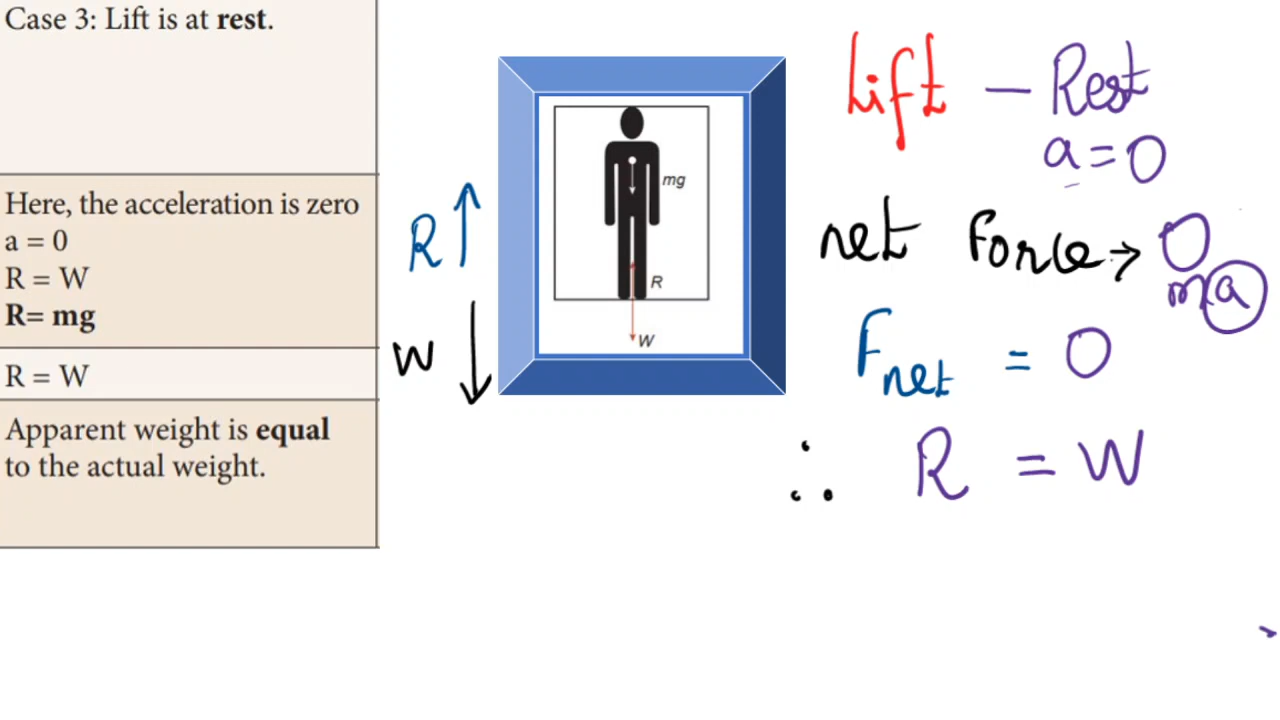 Case 3: Lift is at rest.
Here, the acceleration is zero
a = 0
R = W
R= mg
R = W
Apparent weight is equal
to the actual weight.
R
W
mg
R
W
Lift – Rest
a = 0
net Force → 0
ma
Fnet = 0
∴ R = W